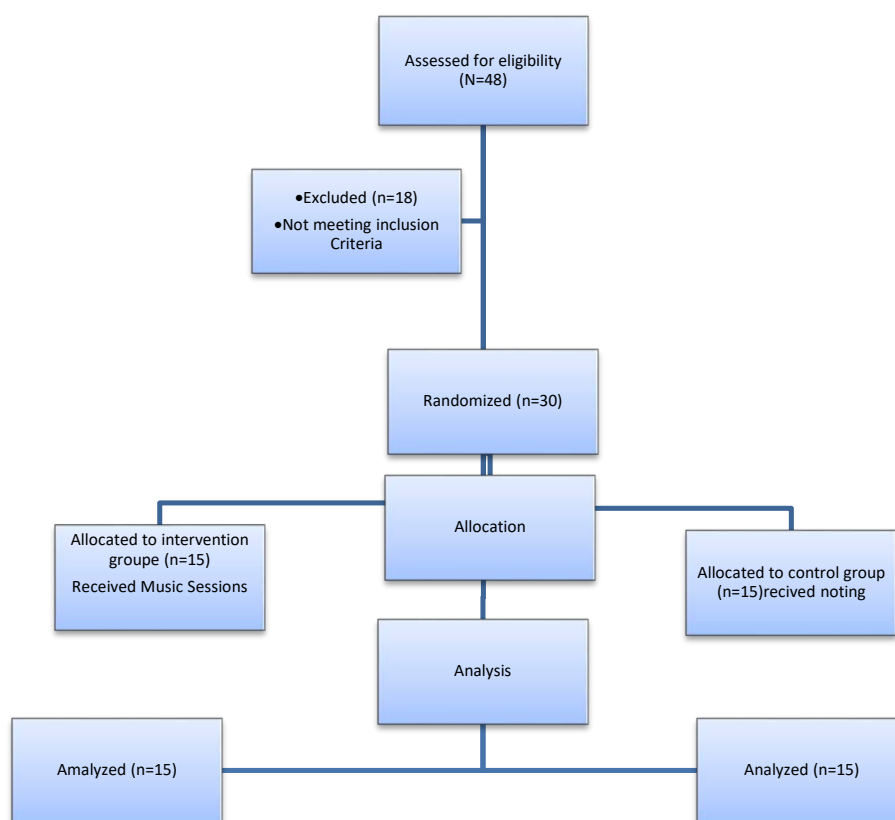 Assessed for eligibility
(N=48)
•Excluded (n=18)
•Not meeting inclusion
Criteria
Randomized (n=30)
Allocation
Allocated to intervention
groupe (n=15)
Received Music Sessions
Allocated to control group
(n=15)recived noting
Analysis
Amalyzed (n=15)
Analyzed (n=15)